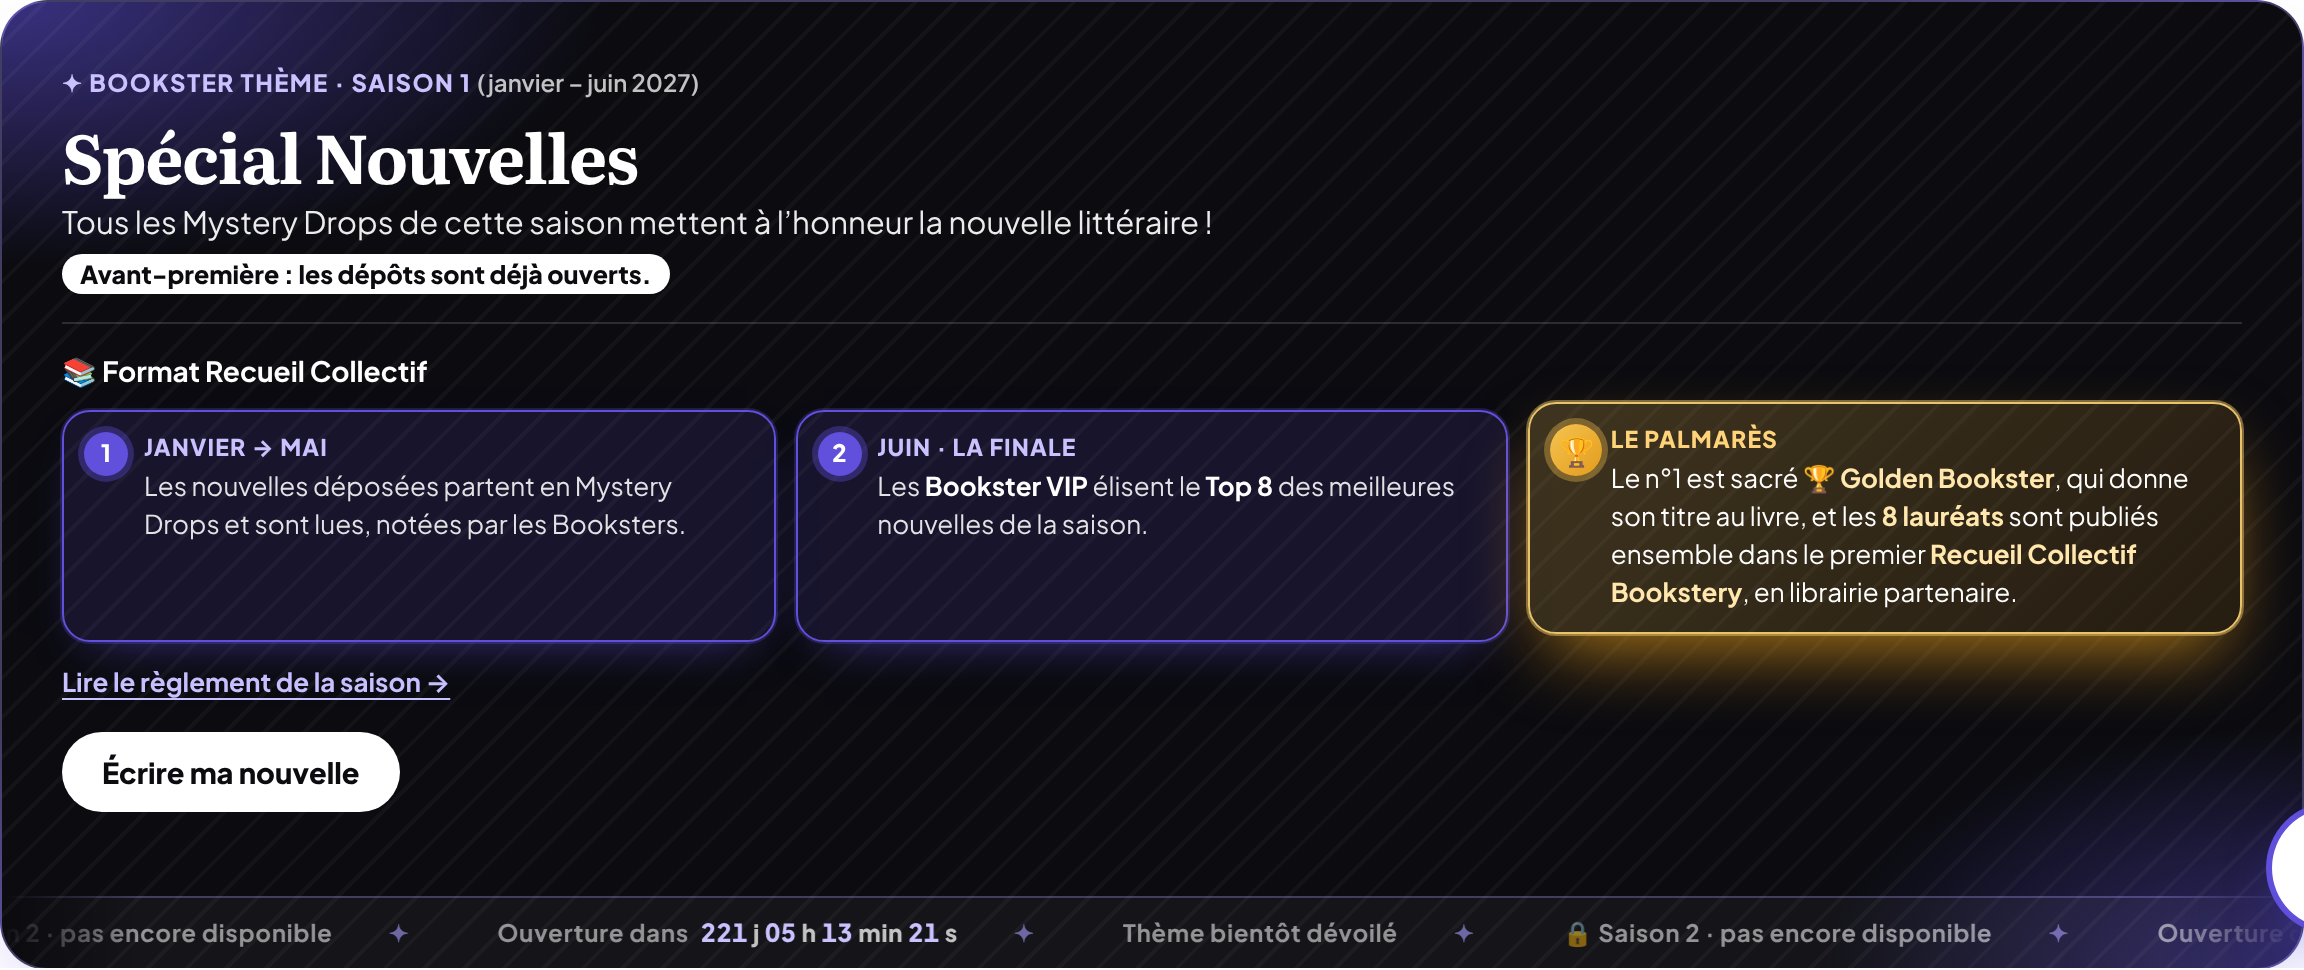 ✦ BOOKSTER THÈME · SAISON 1 (janvier – juin 2027)
Spécial Nouvelles
Tous les Mystery Drops de cette saison mettent à l’honneur la nouvelle littéraire !
Avant-première : les dépôts sont déjà ouverts.
📚 Format Recueil Collectif
1 JANVIER → MAI
Les nouvelles déposées partent en Mystery
Drops et sont lues, notées par les Booksters.
2 JUIN · LA FINALE
Les Bookster VIP élisent le Top 8 des meilleures
nouvelles de la saison.
🏆 LE PALMARÈS
Le n°1 est sacré 🏆 Golden Bookster, qui donne
son titre au livre, et les 8 lauréats sont publiés
ensemble dans le premier Recueil Collectif
Bookstery, en librairie partenaire.
Lire le règlement de la saison →
Écrire ma nouvelle
2 · pas encore disponible ✦ Ouverture dans 221 j 05 h 13 min 21 s ✦ Thème bientôt dévoilé ✦ 🔒 Saison 2 · pas encore disponible ✦ Ouverture